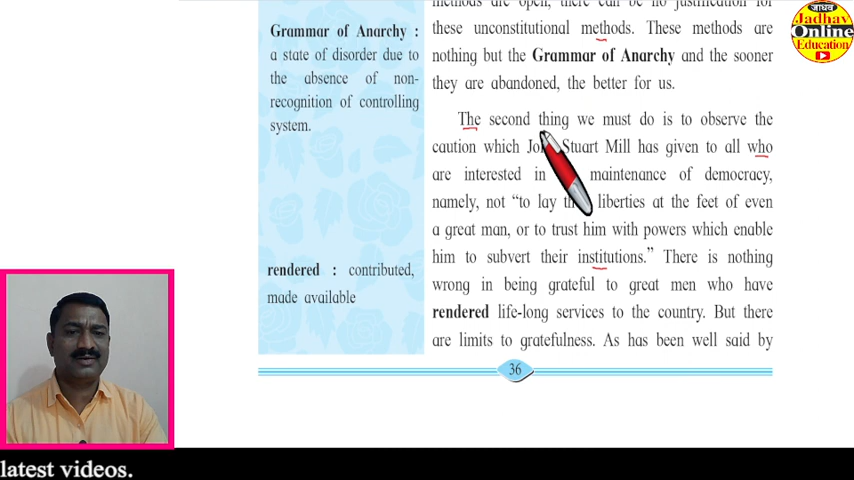 methods are open, there can be no justification for
these unconstitutional methods. These methods are
nothing but the Grammar of Anarchy and the sooner
they are abandoned, the better for us.
The second thing we must do is to observe the
caution which Stuart Mill has given to all who
are interested in maintenance of democracy,
namely, not “to lay liberties at the feet of even
a great man, or to trust him with powers which enable
him to subvert their institutions.” There is nothing
wrong in being grateful to great men who have
rendered life-long services to the country. But there
are limits to gratefulness. As has been well said by
Grammar of Anarchy :
a state of disorder due to
the absence of non-
recognition of controlling
system.
rendered : contributed,
made available
36
जाधव
Jadhav
Online
Education
latest videos.